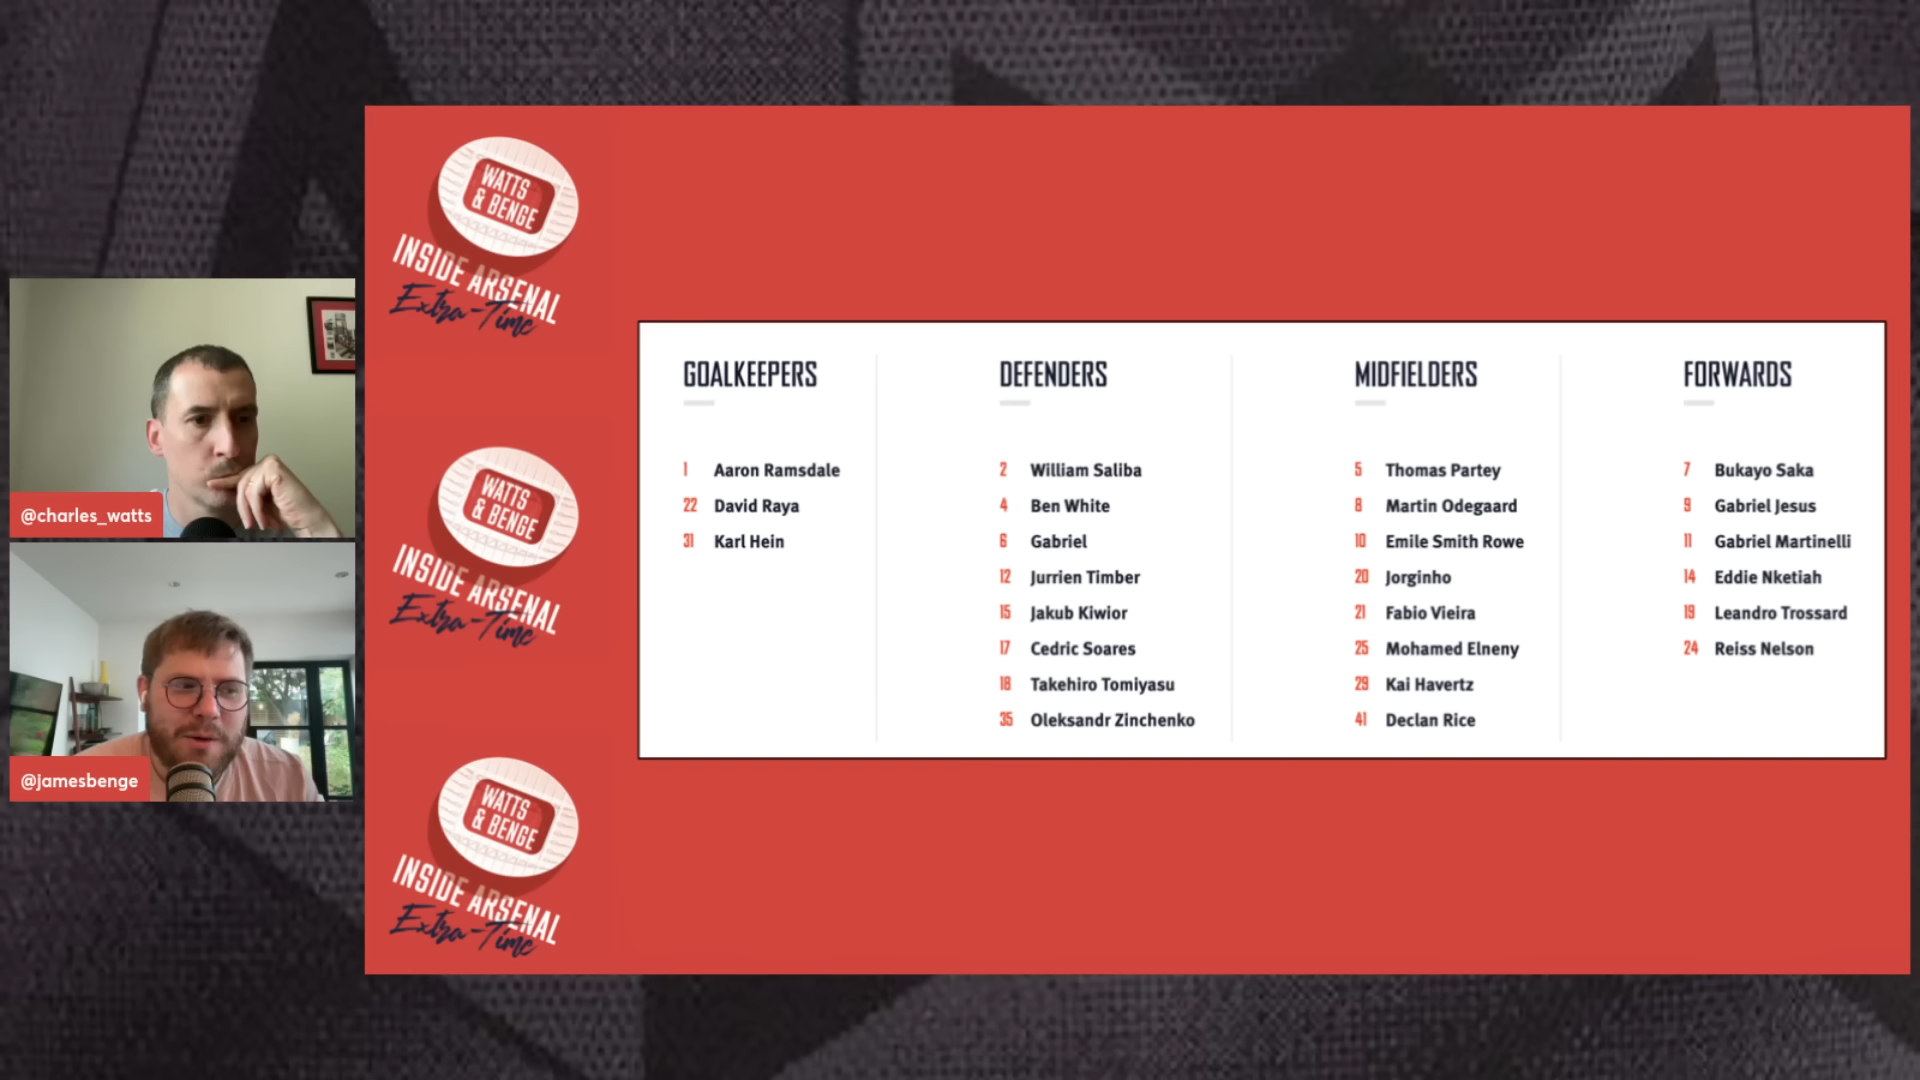 WATTS
& BENGE
INSIDE ARSENAL
Extra-Time
WATTS
& BENGE
INSIDE ARSENAL
Extra-Time
WATTS
& BENGE
INSIDE ARSENAL
Extra-Time
@charles_watts
@jamesbenge
GOALKEEPERS
1 Aaron Ramsdale
22 David Raya
31 Karl Hein
DEFENDERS
2 William Saliba
4 Ben White
6 Gabriel
12 Jurrien Timber
15 Jakub Kiwior
17 Cedric Soares
18 Takehiro Tomiyasu
35 Oleksandr Zinchenko
MIDFIELDERS
5 Thomas Partey
8 Martin Odegaard
10 Emile Smith Rowe
20 Jorginho
21 Fabio Vieira
25 Mohamed Elneny
29 Kai Havertz
41 Declan Rice
FORWARDS
7 Bukayo Saka
9 Gabriel Jesus
11 Gabriel Martinelli
14 Eddie Nketiah
19 Leandro Trossard
24 Reiss Nelson